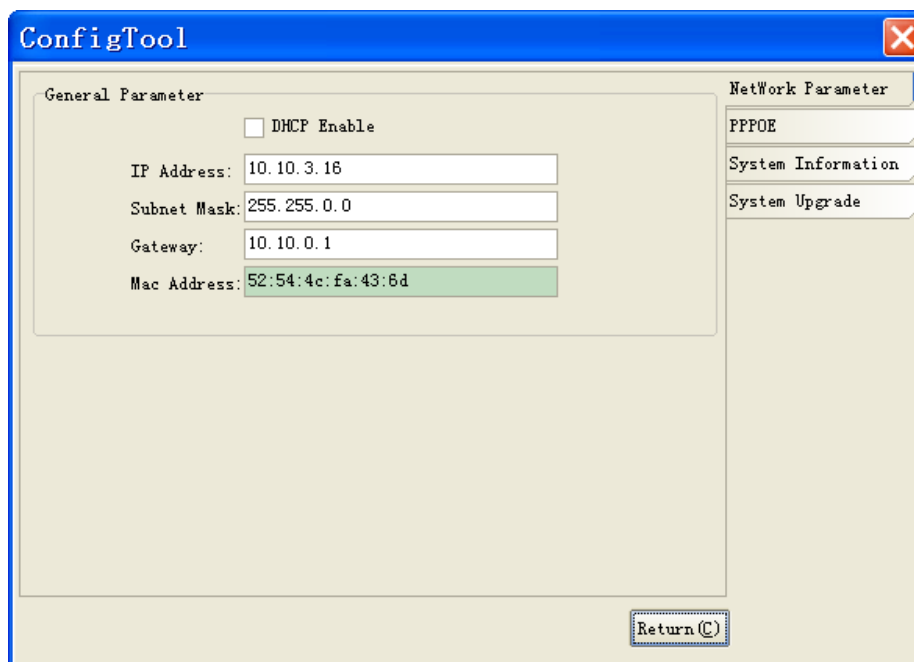 ConfigTool
General Parameter
DHCP Enable
IP Address: 10.10.3.16
Subnet Mask: 255.255.0.0
Gateway: 10.10.0.1
Mac Address: 52:54:4c:fa:43:6d
NetWork Parameter
PPPOE
System Information
System Upgrade
Return(C)